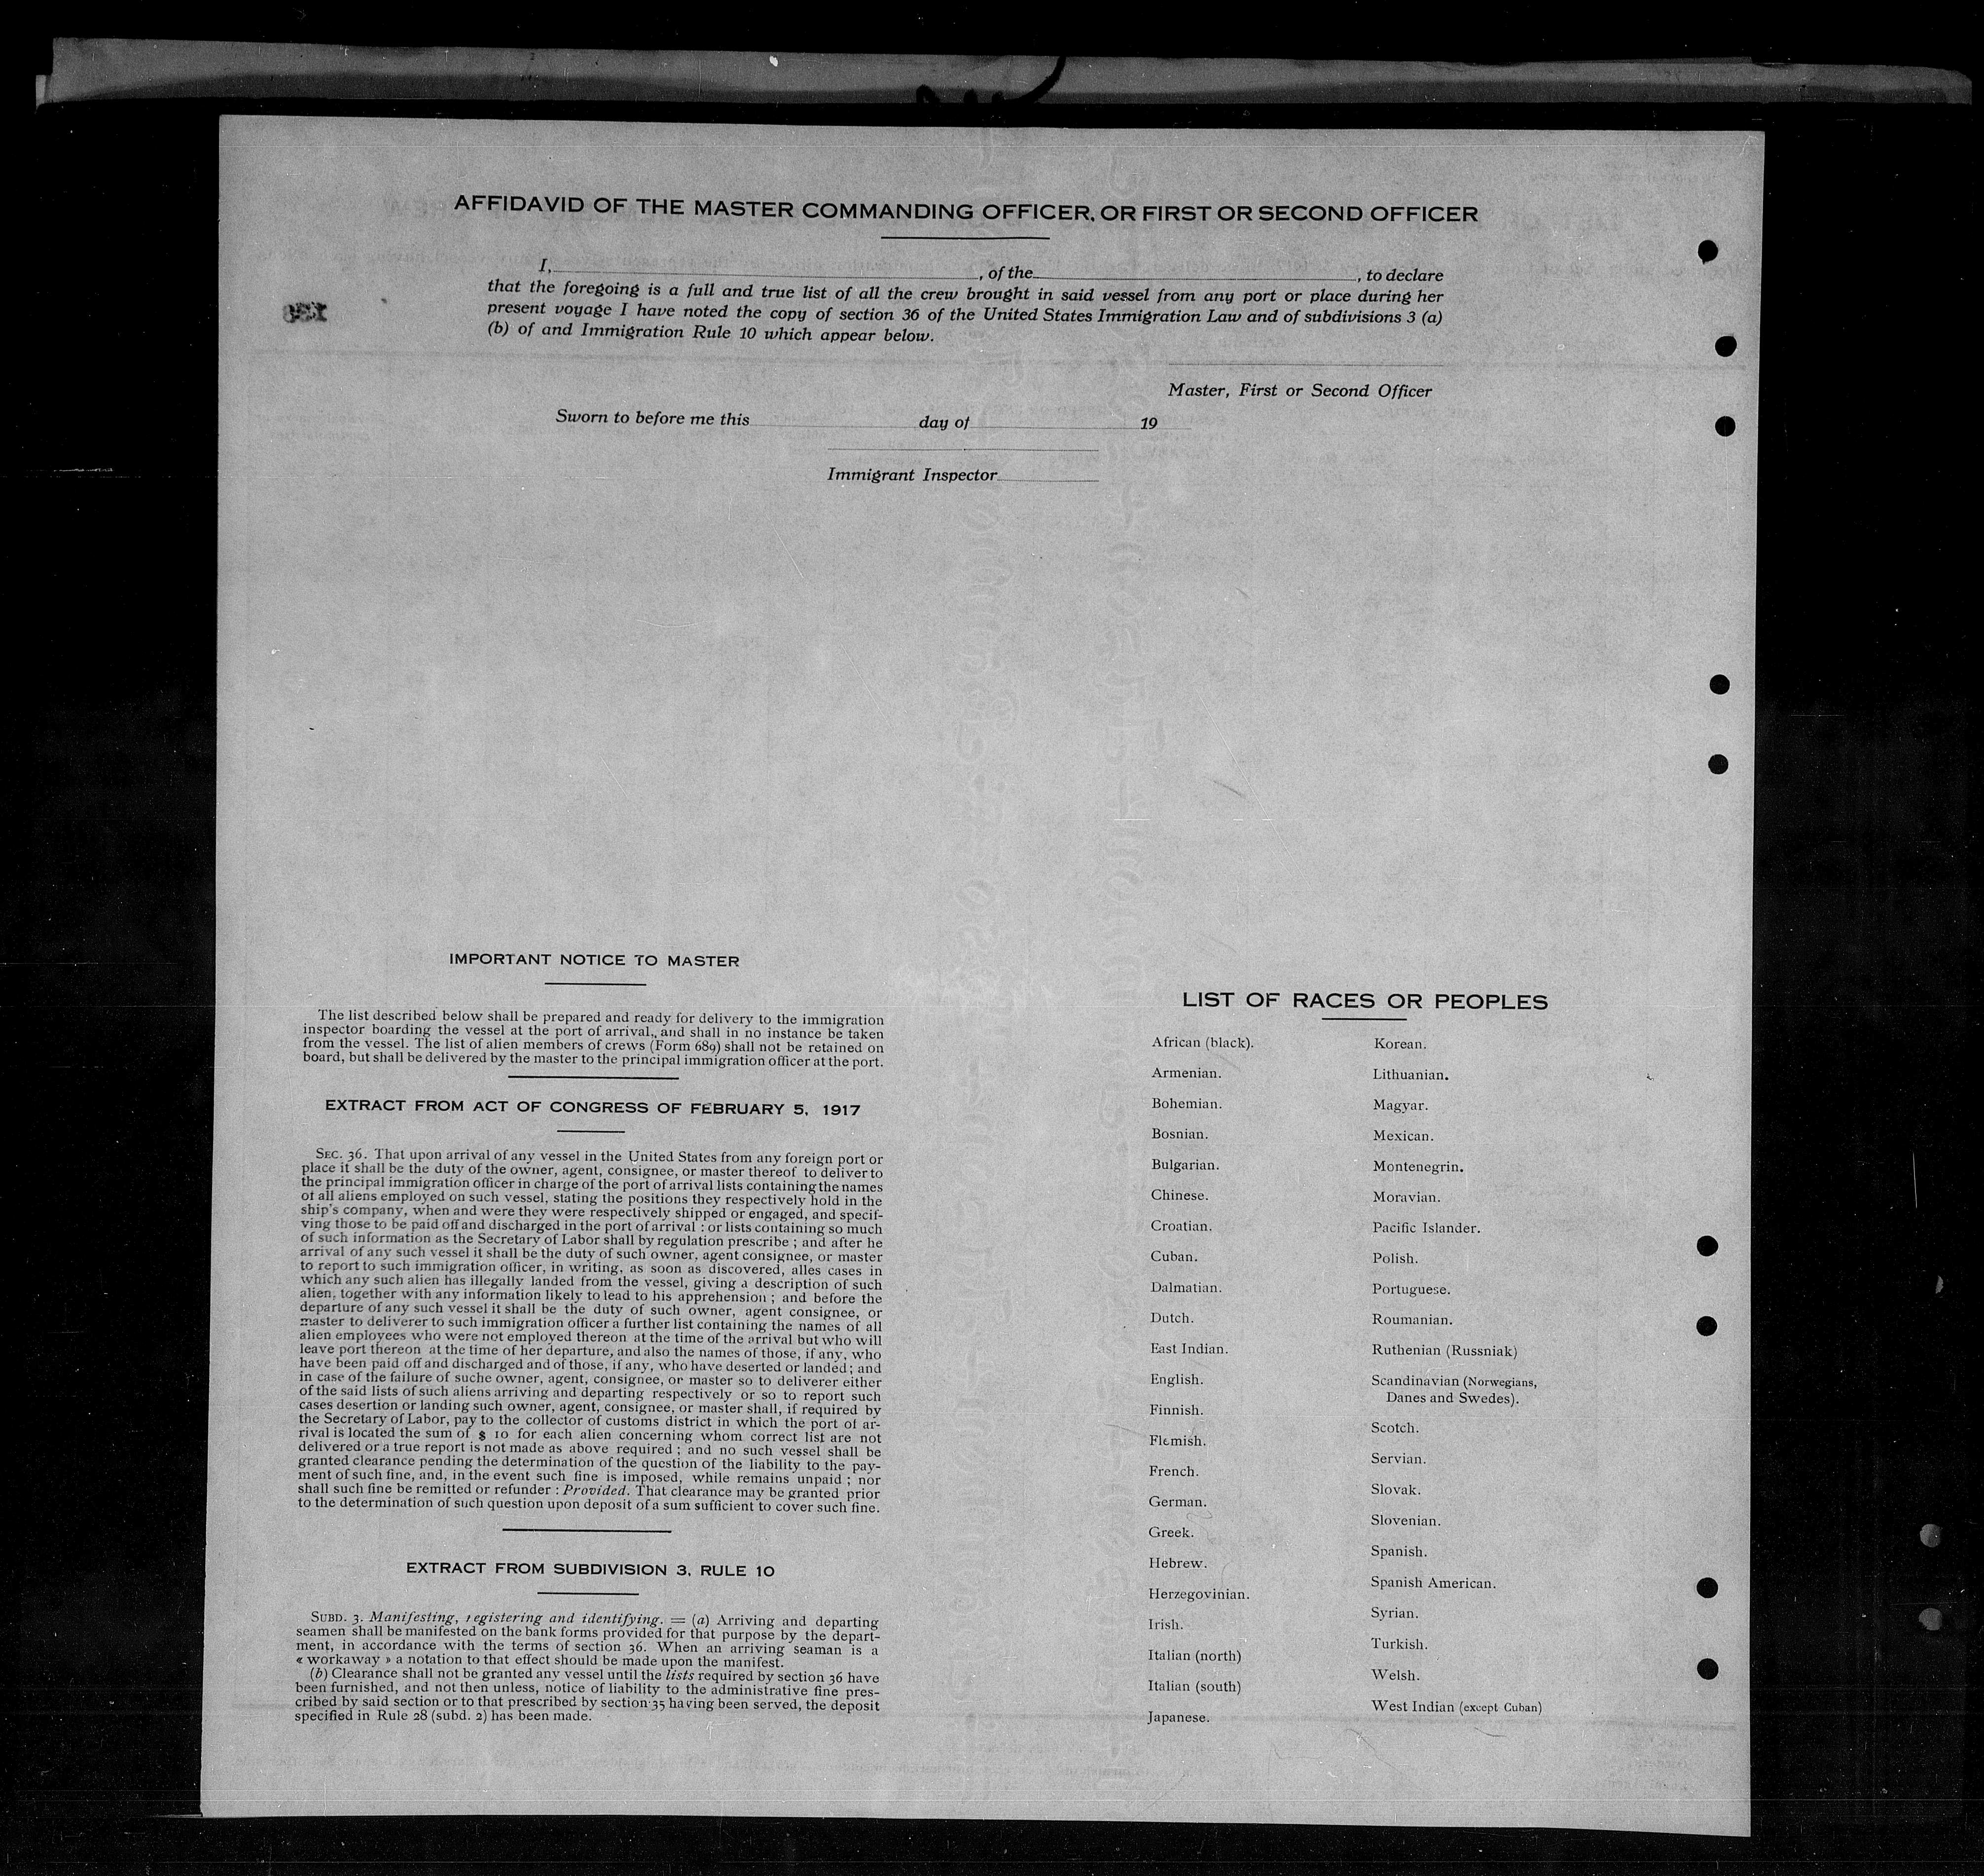 AFFIDAVID OF THE MASTER COMMANDING OFFICER, OR FIRST OR SECOND OFFICER
I, , of the , to declare
that the foregoing is a full and true list of all the crew brought in said vessel from any port or place during her
present voyage I have noted the copy of section 36 of the United States Immigration Law and of subdivisions 3 (a)
(b) of and Immigration Rule 10 which appear below.
Master, First or Second Officer
Sworn to before me this day of 19
Immigrant Inspector
IMPORTANT NOTICE TO MASTER
The list described below shall be prepared and ready for delivery to the immigration
inspector boarding the vessel at the port of arrival., and shall in no instance be taken
from the vessel. The list of alien members of crews (Form 689) shall not be retained on
board, but shall be delivered by the master to the principal immigration officer at the port.
EXTRACT FROM ACT OF CONGRESS OF FEBRUARY 5, 1917
SEC. 36. That upon arrival of any vessel in the United States from any foreign port or
place it shall be the duty of the owner, agent, consignee, or master thereof to deliver to
the principal immigration officer in charge of the port of arrival lists containing the names
of all aliens employed on such vessel, stating the positions they respectively hold in the
ship's company, when and were they were respectively shipped or engaged, and specif-
ving those to be paid off and discharged in the port of arrival : or lists containing so much
of such information as the Secretary of Labor shall by regulation prescribe ; and after he
arrival of any such vessel it shall be the duty of such owner, agent consignee, or master
to report to such immigration officer, in writing, as soon as discovered, alles cases in
which any such alien has illegally landed from the vessel, giving a description of such
alien, together with any information likely to lead to his apprehension ; and before the
departure of any such vessel it shall be the duty of such owner, agent consignee, or
master to deliverer to such immigration officer a further list containing the names of all
alien employees who were not employed thereon at the time of the arrival but who will
leave port thereon at the time of her departure, and also the names of those, if any, who
have been paid off and discharged and of those, if any, who have deserted or landed ; and
in case of the failure of suche owner, agent, consignee, or master so to deliverer either
of the said lists of such aliens arriving and departing respectively or so to report such
cases desertion or landing such owner, agent, consignee, or master shall, if required by
the Secretary of Labor, pay to the collector of customs district in which the port of ar-
rival is located the sum of $ 10 for each alien concerning whom correct list are not
delivered or a true report is not made as above required ; and no such vessel shall be
granted clearance pending the determination of the question of the liability to the pay-
ment of such fine, and, in the event such fine is imposed, while remains unpaid ; nor
shall such fine be remitted or refunder : Provided. That clearance may be granted prior
to the determination of such question upon deposit of a sum sufficient to cover such fine.
EXTRACT FROM SUBDIVISION 3, RULE 10
SUBD. 3. Manifesting, registering and identifying. = (a) Arriving and departing
seamen shall be manifested on the bank forms provided for that purpose by the depart-
ment, in accordance with the terms of section 36. When an arriving seaman is a
« workaway » a notation to that effect should be made upon the manifest.
(b) Clearance shall not be granted any vessel until the lists required by section 36 have
been furnished, and not then unless, notice of liability to the administrative fine pres-
cribed by said section or to that prescribed by section 35 having been served, the deposit
specified in Rule 28 (subd. 2) has been made.
LIST OF RACES OR PEOPLES
African (black).
Armenian.
Bohemian.
Bosnian.
Bulgarian.
Chinese.
Croatian.
Cuban.
Dalmatian.
Dutch.
East Indian.
English.
Finnish.
Flemish.
French.
German.
Greek.
Hebrew.
Herzegovinian.
Irish.
Italian (north)
Italian (south)
Japanese.
Korean.
Lithuanian.
Magyar.
Mexican.
Montenegrin.
Moravian.
Pacific Islander.
Polish.
Portuguese.
Roumanian.
Ruthenian (Russniak)
Scandinavian (Norwegians,
Danes and Swedes).
Scotch.
Servian.
Slovak.
Slovenian.
Spanish.
Spanish American.
Syrian.
Turkish.
Welsh.
West Indian (except Cuban)